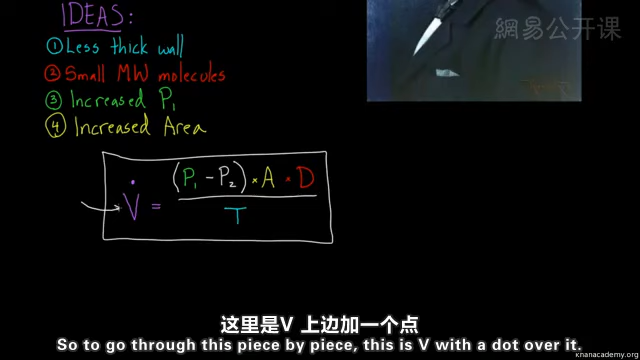 IDEAS:
網易公开课
① Less thick wall
② Small MW molecules
③ Increased P₁
④ Increased Area
V̇ = (P₁ - P₂) × A × D
T
这里是V 上边加一个点
So to go through this piece by piece, this is V with a dot over it.
khanacademy.org